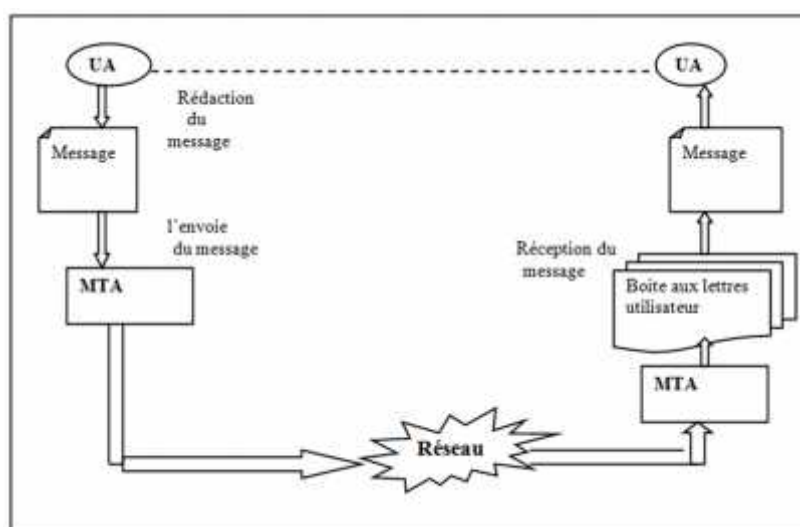 UA
UA
Rédaction
du
message
Message
Message
l'envoie
du message
Réception du
message
MTA
Boite aux lettres
utilisateur
MTA
Réseau